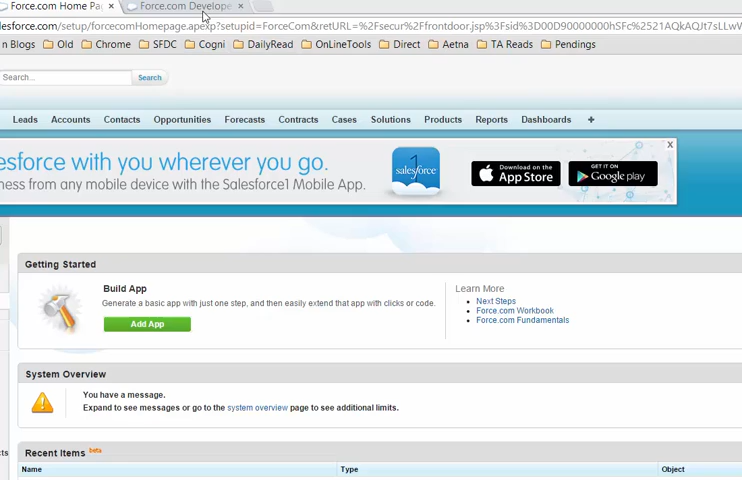 Force.com Home Pa
Force.com Develope
lesforce.com/setup/forcecomHomepage.apexp?setupid=ForceCom&retURL=%2Fsecur%2Ffrontdoor.jsp%3Fsid%3D00D90000000hSFc%2521AQkAQJt7sLLwW
n Blogs Old Chrome SFDC Cogni DailyRead OnLineTools Direct Aetna TA Reads Pendings
Search... Search
Leads Accounts Contacts Opportunities Forecasts Contracts Cases Solutions Products Reports Dashboards +
esforce with you wherever you go.
ness from any mobile device with the Salesforce1 Mobile App.
salesforce
1
Download on the
App Store
GET IT ON
Google play
X
Getting Started
Build App
Generate a basic app with just one step, and then easily extend that app with clicks or code.
Add App
Learn More
Next Steps
Force.com Workbook
Force.com Fundamentals
System Overview
You have a message.
Expand to see messages or go to the system overview page to see additional limits.
cts
Recent Items beta
Name Type Object